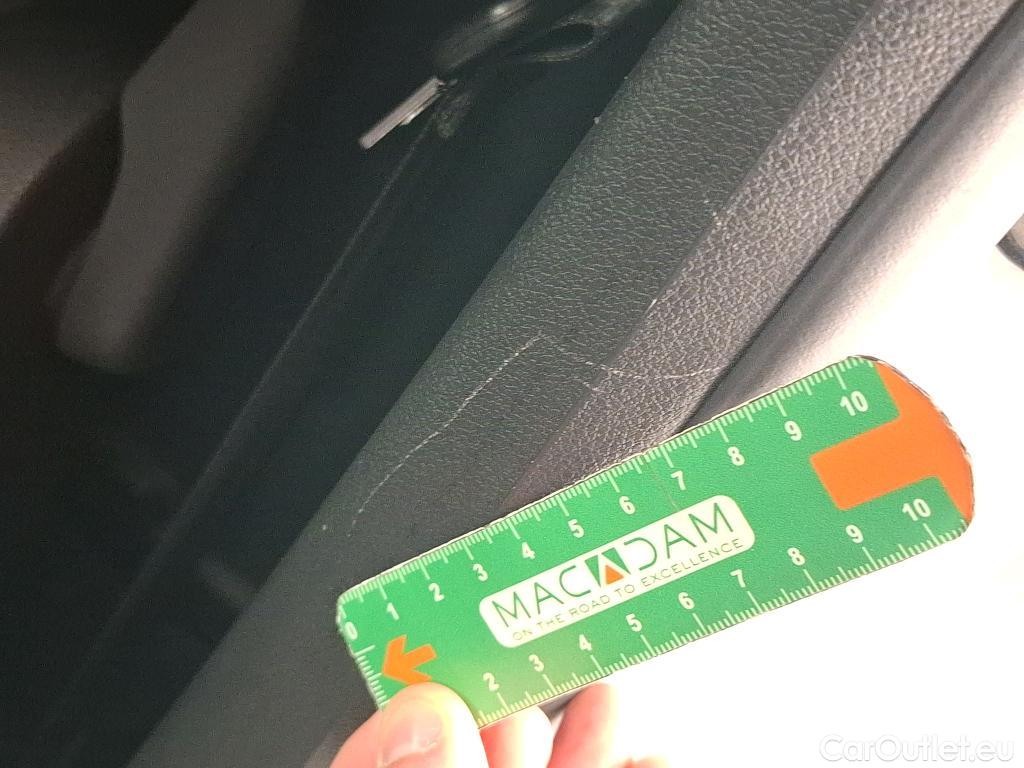 0 1 2 3 4 5 6 7 8 9 10
MACADAM
ON THE ROAD TO EXCELLENCE
2 3 4 5 6 7 8 9 10
CarOutlet.eu